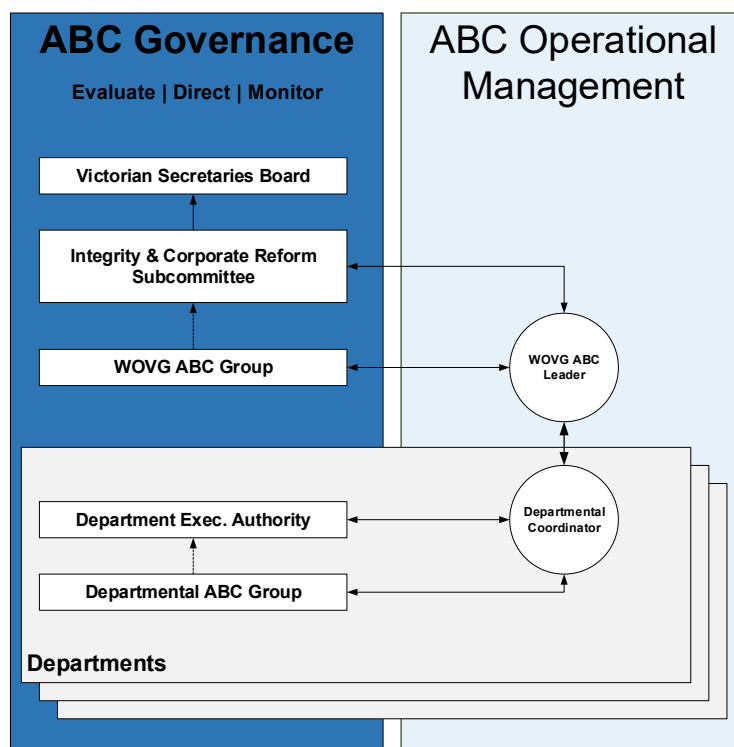 ABC Governance
Evaluate | Direct | Monitor
ABC Operational
Management
Victorian Secretaries Board
Integrity & Corporate Reform
Subcommittee
WOVG ABC Group
WOVG ABC
Leader
Department Exec. Authority
Departmental
Coordinator
Departmental ABC Group
Departments